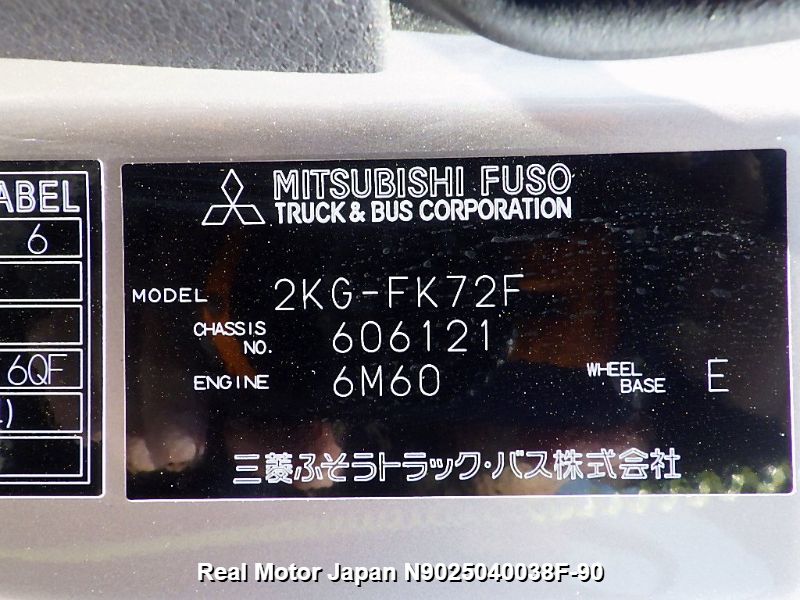 ABEL
6
6QF
MITSUBISHI FUSO
TRUCK & BUS CORPORATION
MODEL 2KG-FK72F
CHASSIS NO. 606121
ENGINE 6M60 WHEEL BASE E
三菱ふそうトラック・バス株式会社
Real Motor Japan N9025040038F-90